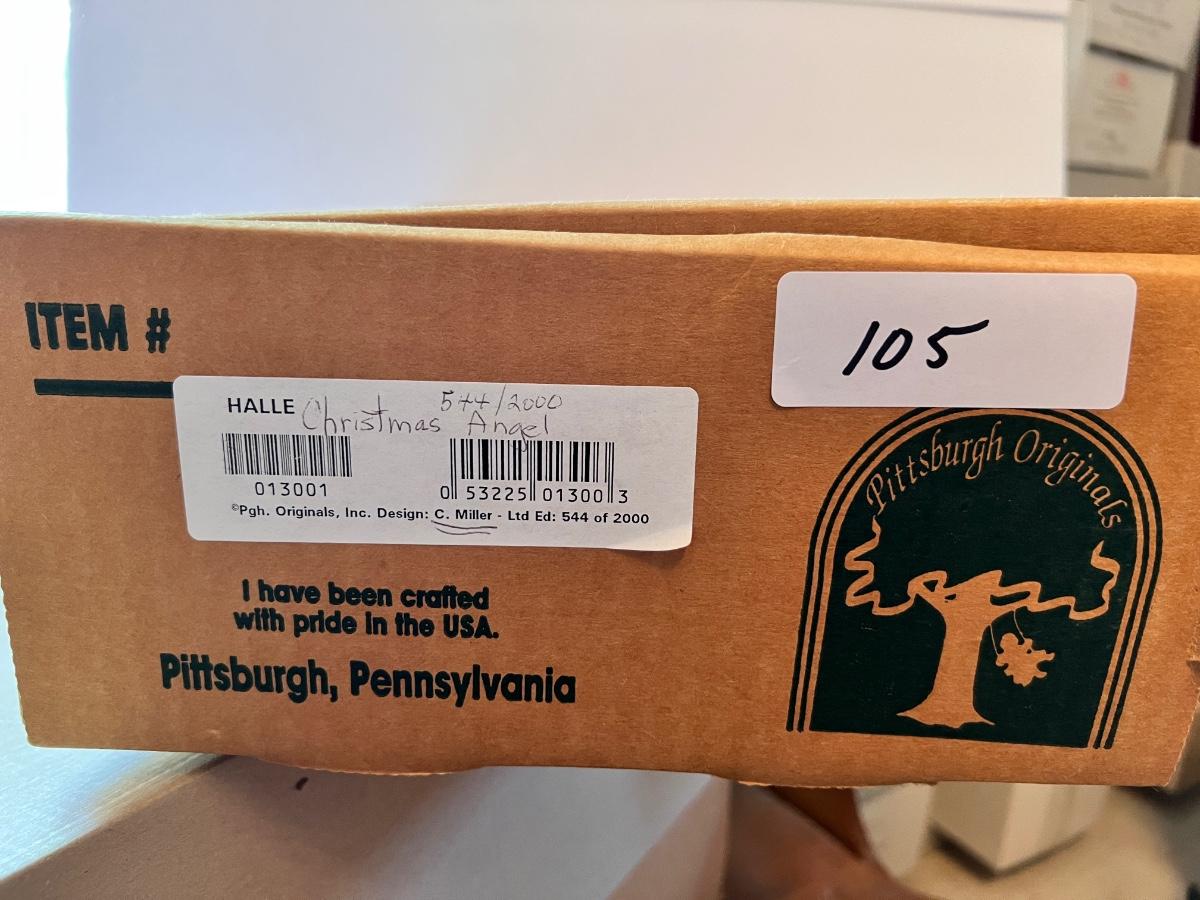 ITEM #
105
HALLE Christmas Angel 544/2000
013001
0 53225 01300 3
©Pgh. Originals, Inc. Design: C. Miller - Ltd Ed: 544 of 2000
I have been crafted
with pride in the USA.
Pittsburgh, Pennsylvania
Pittsburgh Originals